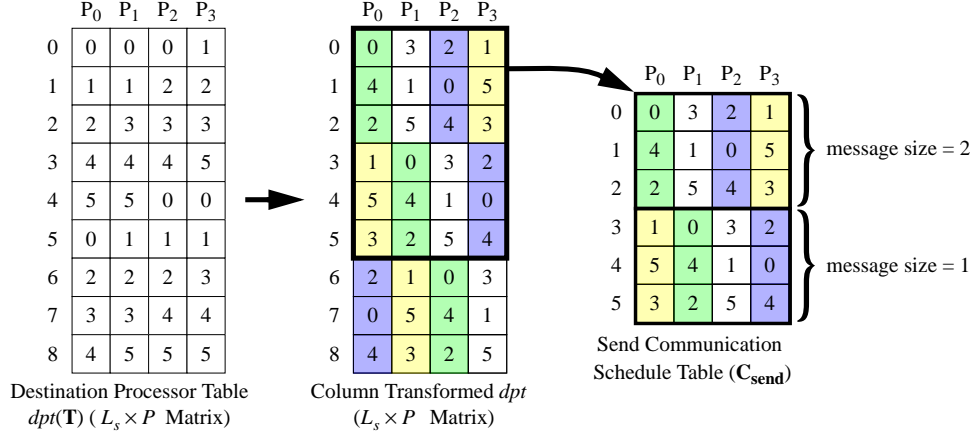 P0 P1 P2 P3
0 0 0 0 1
1 1 1 2 2
2 2 3 3 3
3 4 4 4 5
4 5 5 0 0
5 0 1 1 1
6 2 2 2 3
7 3 3 4 4
8 4 5 5 5
Destination Processor Table
dpt(T) ( Ls × P Matrix)
P0 P1 P2 P3
0 0 3 2 1
1 4 1 0 5
2 2 5 4 3
3 1 0 3 2
4 5 4 1 0
5 3 2 5 4
6 2 1 0 3
7 0 5 4 1
8 4 3 2 5
Column Transformed dpt
(Ls × P Matrix)
P0 P1 P2 P3
0 0 3 2 1
1 4 1 0 5
2 2 5 4 3
message size = 2
3 1 0 3 2
4 5 4 1 0
5 3 2 5 4
message size = 1
Send Communication
Schedule Table (Csend)